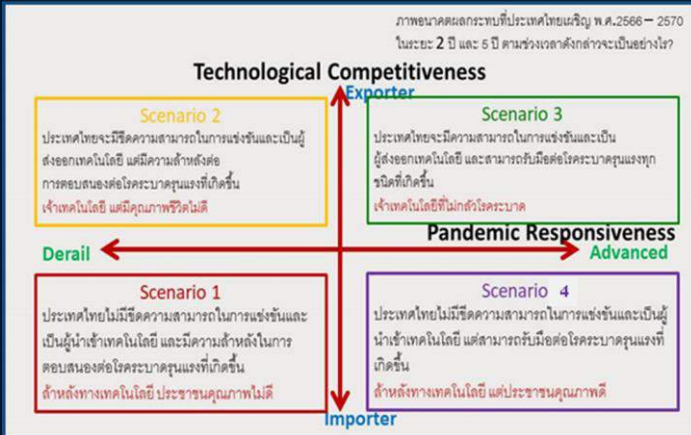 ภาพอนาคตผลกระทบที่ประเทศไทยเผชิญ พ.ศ.2566 – 2570
ในระยะ 2 ปี และ 5 ปี ตามช่วงเวลาดังกล่าวจะเป็นอย่างไร?
Technological Competitiveness
Exporter
Scenario 2
ประเทศไทยจะมีขีดความสามารถในการแข่งขันและเป็นผู้
ส่งออกเทคโนโลยี แต่มีความล้าหลังต่อ
การตอบสนองต่อโรคระบาดรุนแรงที่เกิดขึ้น
เจ้าเทคโนโลยี แต่มีคุณภาพชีวิตไม่ดี
Scenario 3
ประเทศไทยจะมีความสามารถในการแข่งขันและเป็น
ผู้ส่งออกเทคโนโลยี และสามารถรับมือต่อโรคระบาดรุนแรงทุก
ชนิดที่เกิดขึ้น
เจ้าเทคโนโลยีที่ไม่กลัวโรคระบาด
Pandemic Responsiveness
Derail
Advanced
Scenario 1
ประเทศไทยไม่มีขีดความสามารถในการแข่งขันและ
เป็นผู้นำเข้าเทคโนโลยี และมีความล้าหลังในการ
ตอบสนองต่อโรคระบาดรุนแรงที่เกิดขึ้น
ล้าหลังทางเทคโนโลยี ประชาชนคุณภาพไม่ดี
Scenario 4
ประเทศไทยไม่มีขีดความสามารถในการแข่งขันและเป็นผู้
นำเข้าเทคโนโลยี แต่สามารถรับมือต่อโรคระบาดรุนแรงที่
เกิดขึ้น
ล้าหลังทางเทคโนโลยี แต่ประชาชนคุณภาพดี
Importer